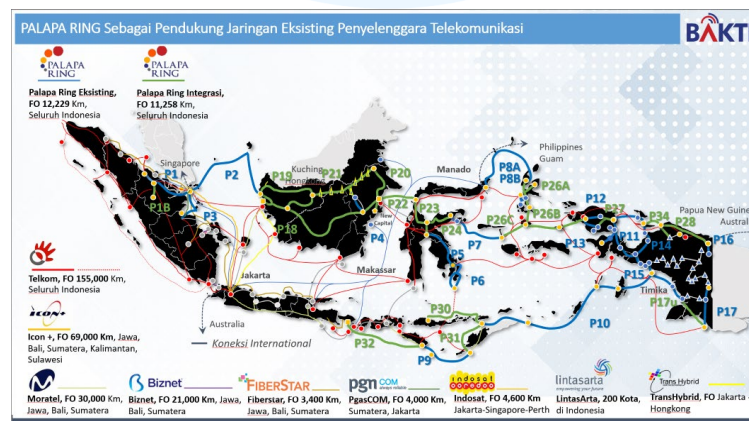 PALAPA RING Sebagai Pendukung Jaringan Eksisting Penyelenggara Telekomunikasi
BAKTI
PALAPA
RING
PALAPA
RING
Palapa Ring Eksisting,
FO 12,229 Km,
Seluruh Indonesia
Palapa Ring Integrasi,
FO 11,258 Km,
Seluruh Indonesia
Philippines
Guam
Singapore
Kuching
Manado
P1
P2
P19
P21
P20
P8A
P8B
P26A
P1B
P3
P18
P22
P23
P24
New
Capital
P4
P26C
P26B
P12
P27
P34
P28
Papua New Guinea
Austral
P7
P13
P11
P14
P16
P5
P6
P15
Timika
P17u
P17
Jakarta
Makassar
Telkom, FO 155,000 Km,
Seluruh Indonesia
ICON+
Icon +, FO 69,000 Km, Jawa,
Bali, Sumatera, Kalimantan,
Sulawesi
Australia
Koneksi International
P30
P32
P31
P9
P10
Moratel, FO 30,000 Km,
Jawa, Bali, Sumatera
Biznet
Biznet, FO 21,000 Km, Jawa,
Bali, Sumatera
FIBERSTAR
Fiberstar, FO 3,400 Km,
Jawa, Bali, Sumatera
pgn COM
PgasCOM, FO 4,000 Km,
Sumatera, Jakarta
indosat
ooredoo
Indosat, FO 4,600 Km
Jakarta-Singapore-Perth
lintasarta
LintasArta, 200 Kota,
di Indonesia
Trans Hybrid
TransHybrid, FO Jakarta -
Hongkong